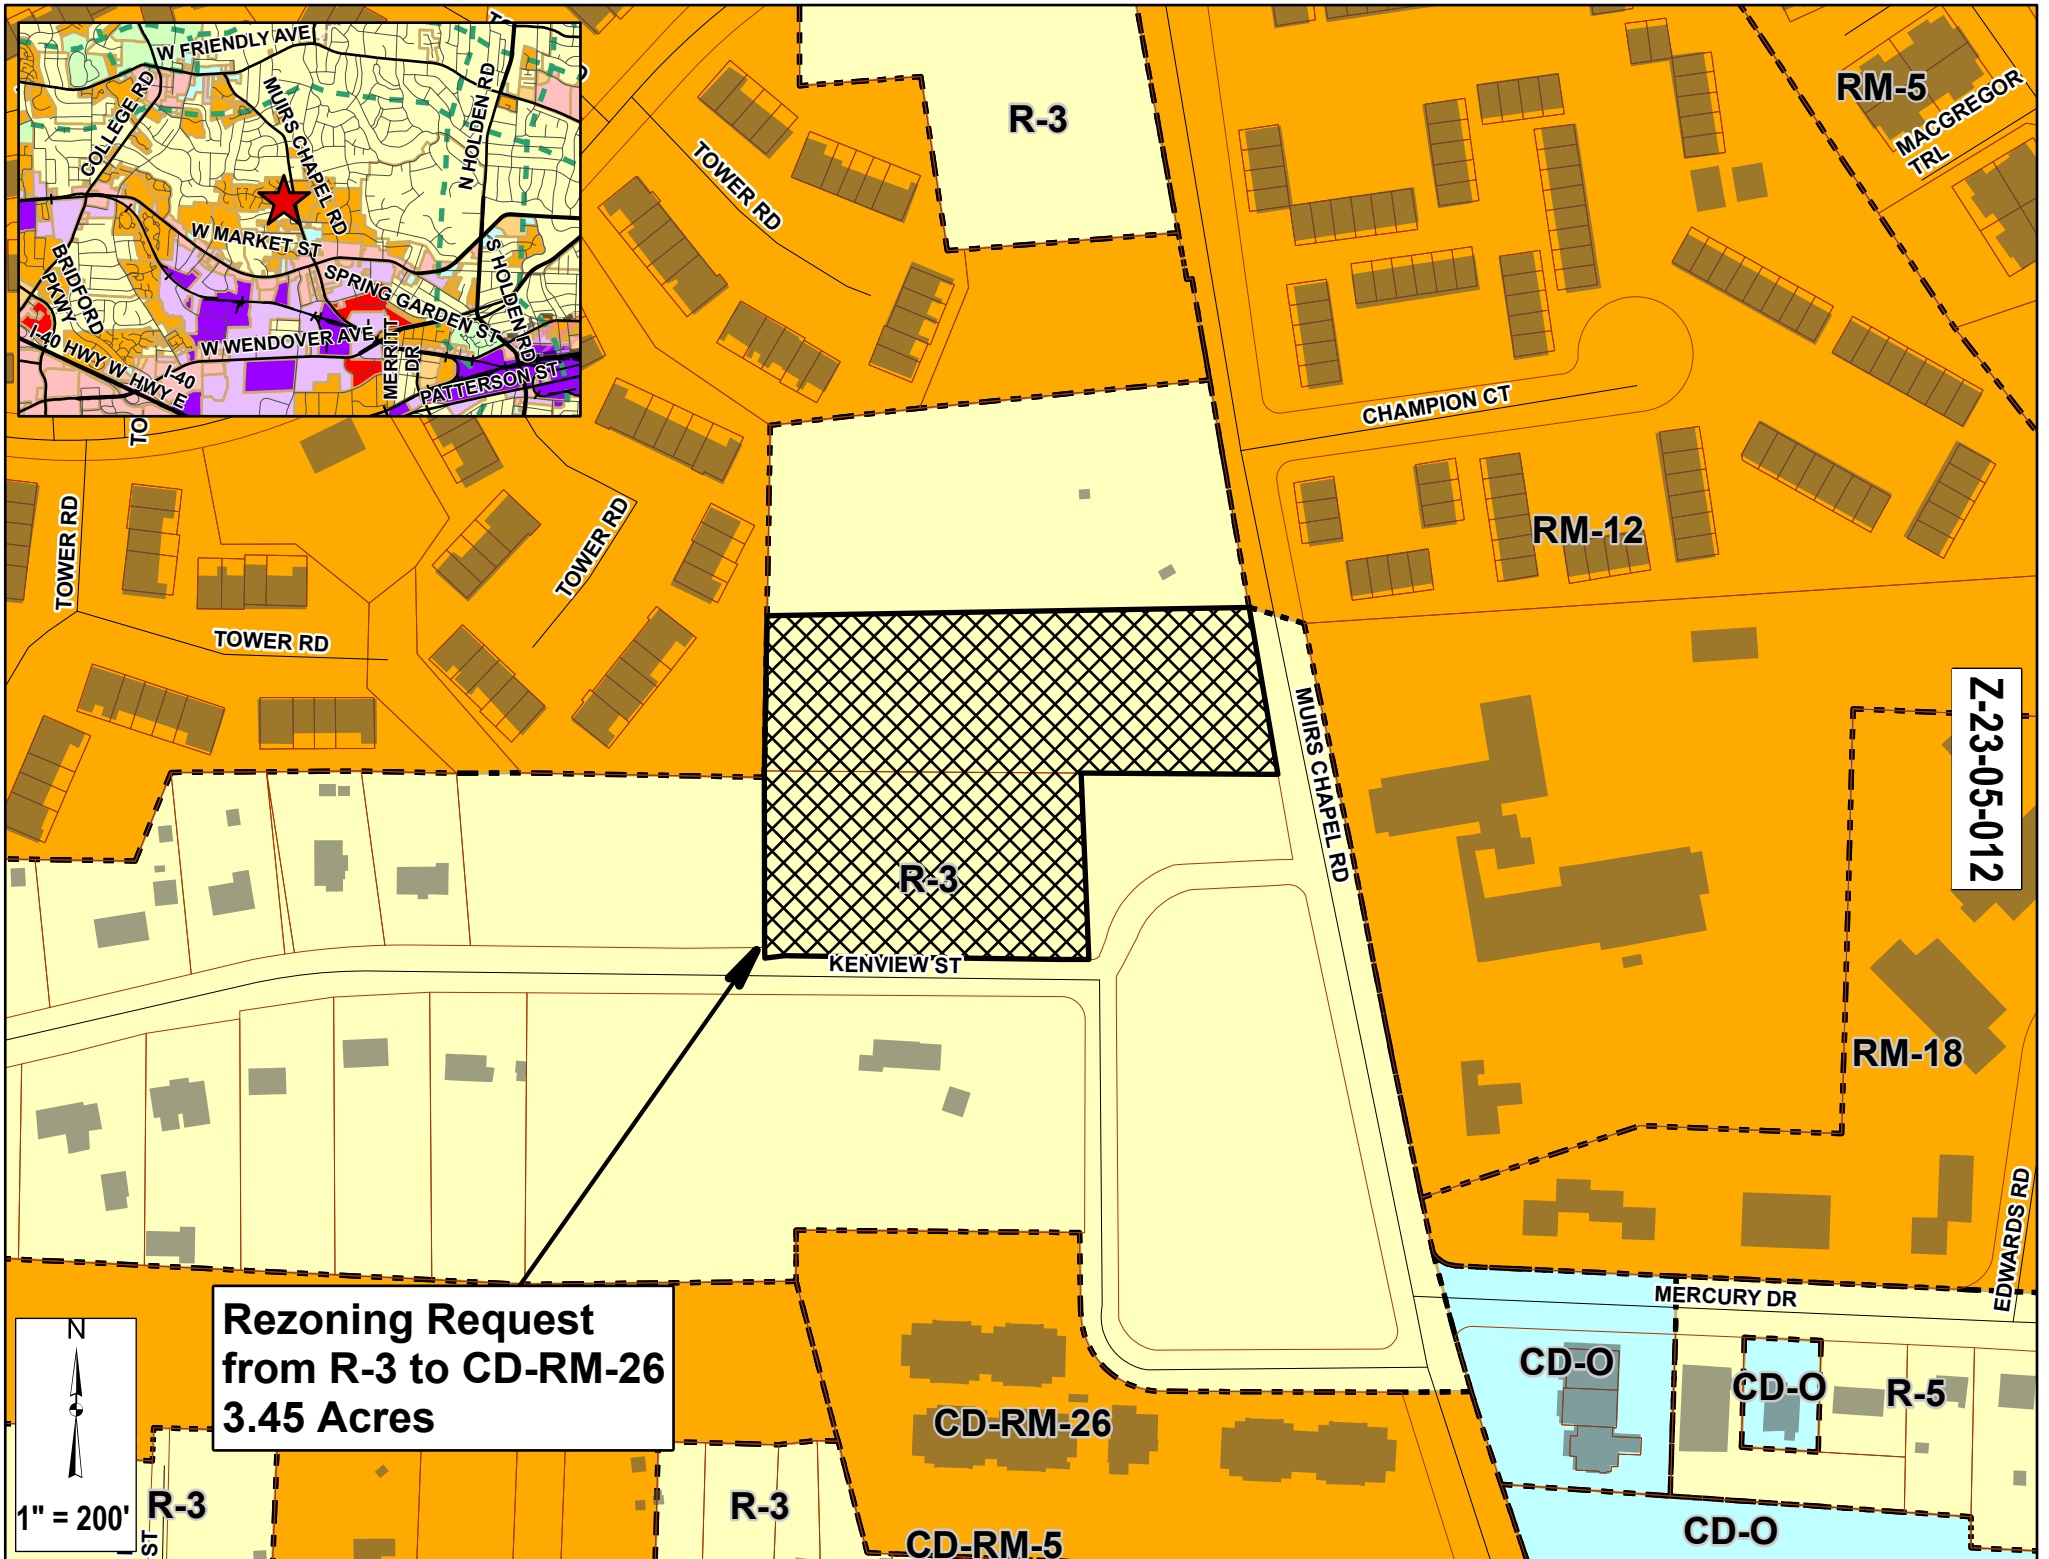 W FRIENDLY AVE
COLLEGE RD
MUIRS CHAPEL RD
N HOLDEN RD
W MARKET ST
BRIDFORD
PKWY
SPRING GARDEN ST
S HOLDEN RD
W WENDOVER AVE
MERRITT
DR
I-40 HWY W HWY E
I-40
PATTERSON ST
TO
TOWER RD
R-3
RM-5
MACGREGOR
TRL
CHAMPION CT
RM-12
TOWER RD
TOWER RD
TOWER RD
MUIRS CHAPEL RD
Z-23-05-012
R-3
KENVIEW ST
RM-18
EDWARDS RD
MERCURY DR
Rezoning Request
from R-3 to CD-RM-26
3.45 Acres
CD-O
CD-O
R-5
CD-RM-26
N
1" = 200'
R-3
ST
R-3
CD-RM-5
CD-O